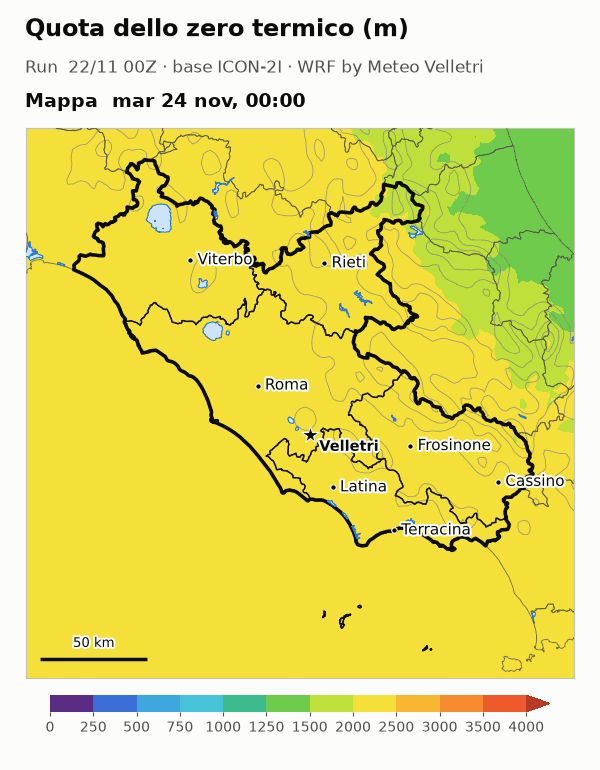 Quota dello zero termico (m)
Run  22/11 00Z · base ICON-2I · WRF by Meteo Velletri
Mappa  mar 24 nov, 00:00
Viterbo
Rieti
Roma
Velletri
Frosinone
Cassino
Latina
Terracina
50 km
0 250 500 750 1000 1250 1500 2000 2500 3000 3500 4000